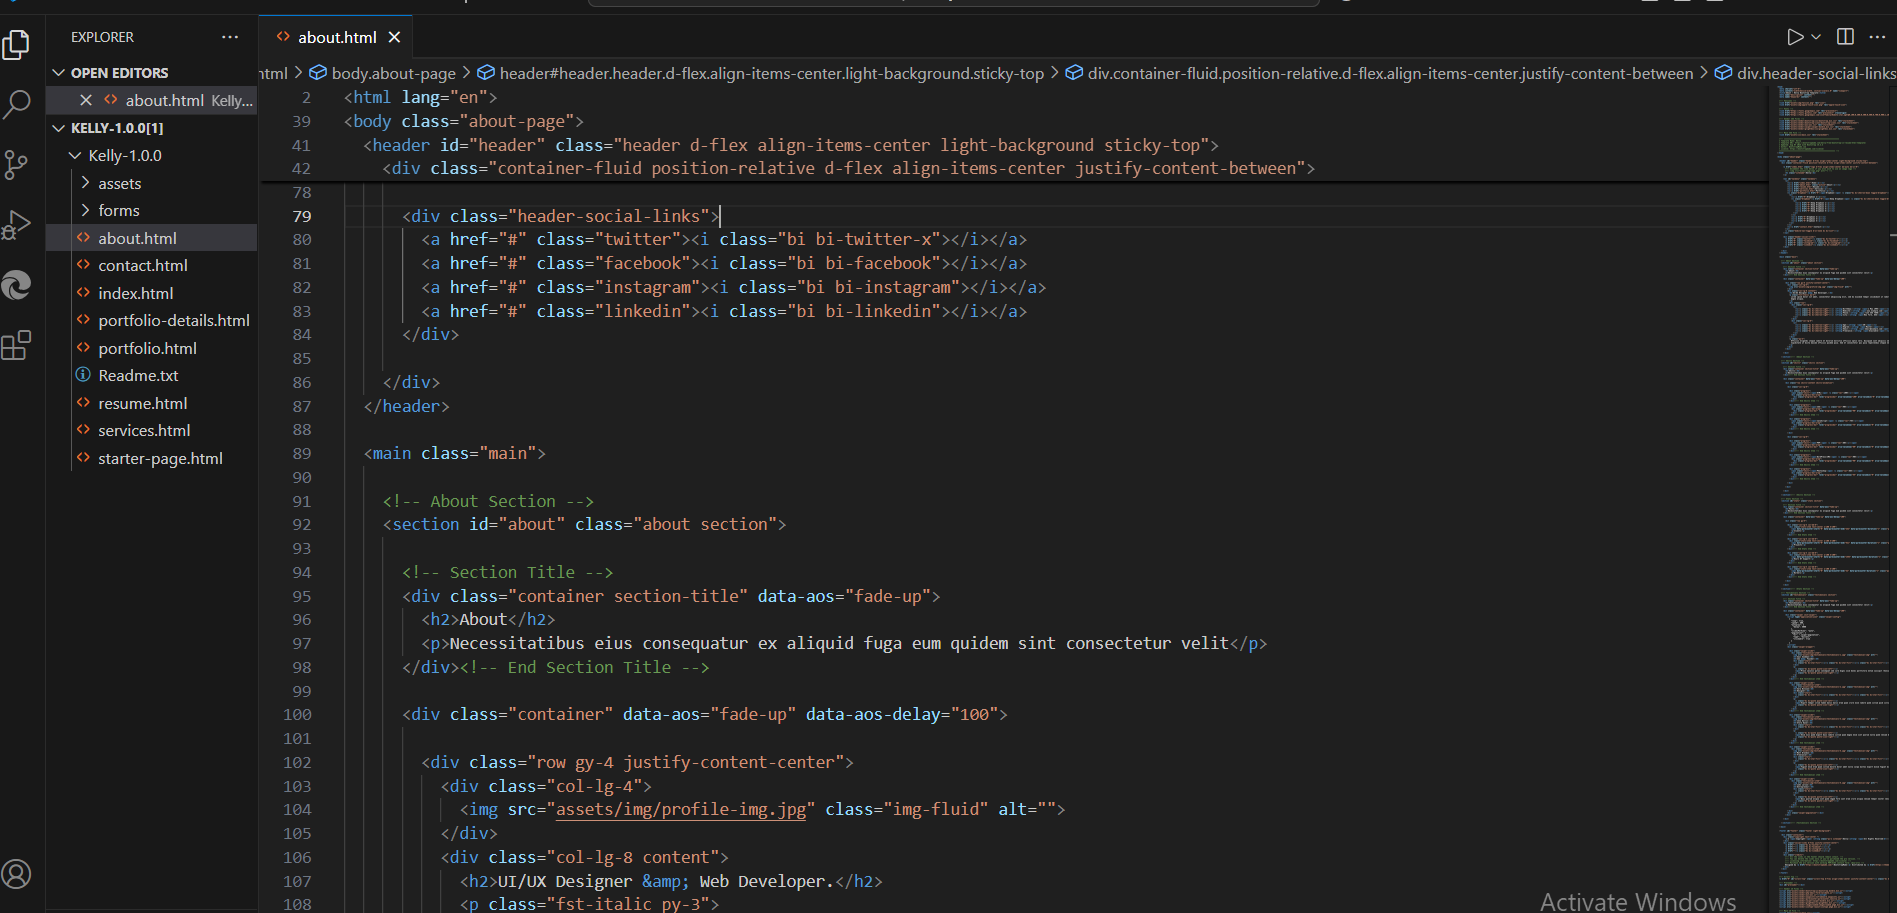 EXPLORER
about.html
OPEN EDITORS
about.html Kelly...
KELLY-1.0.0[1]
Kelly-1.0.0
assets
forms
about.html
contact.html
index.html
portfolio-details.html
portfolio.html
Readme.txt
resume.html
services.html
starter-page.html
html > body.about-page > header#header.header.d-flex.align-items-center.light-background.sticky-top > div.container-fluid.position-relative.d-flex.align-items-center.justify-content-between > div.header-social-links
2 <html lang="en">
39 <body class="about-page">
41 <header id="header" class="header d-flex align-items-center light-background sticky-top">
42 <div class="container-fluid position-relative d-flex align-items-center justify-content-between">
78
79 <div class="header-social-links">
80 <a href="#" class="twitter"><i class="bi bi-twitter-x"></i></a>
81 <a href="#" class="facebook"><i class="bi bi-facebook"></i></a>
82 <a href="#" class="instagram"><i class="bi bi-instagram"></i></a>
83 <a href="#" class="linkedin"><i class="bi bi-linkedin"></i></a>
84 </div>
85
86 </div>
87 </header>
88
89 <main class="main">
90
91 <!-- About Section -->
92 <section id="about" class="about section">
93
94 <!-- Section Title -->
95 <div class="container section-title" data-aos="fade-up">
96 <h2>About</h2>
97 <p>Necessitatibus eius consequatur ex aliquid fuga eum quidem sint consectetur velit</p>
98 </div><!-- End Section Title -->
99
100 <div class="container" data-aos="fade-up" data-aos-delay="100">
101
102 <div class="row gy-4 justify-content-center">
103 <div class="col-lg-4">
104 <img src="assets/img/profile-img.jpg" class="img-fluid" alt="">
105 </div>
106 <div class="col-lg-8 content">
107 <h2>UI/UX Designer &amp; Web Developer.</h2>
108 <p class="fst-italic py-3">
Activate Windows